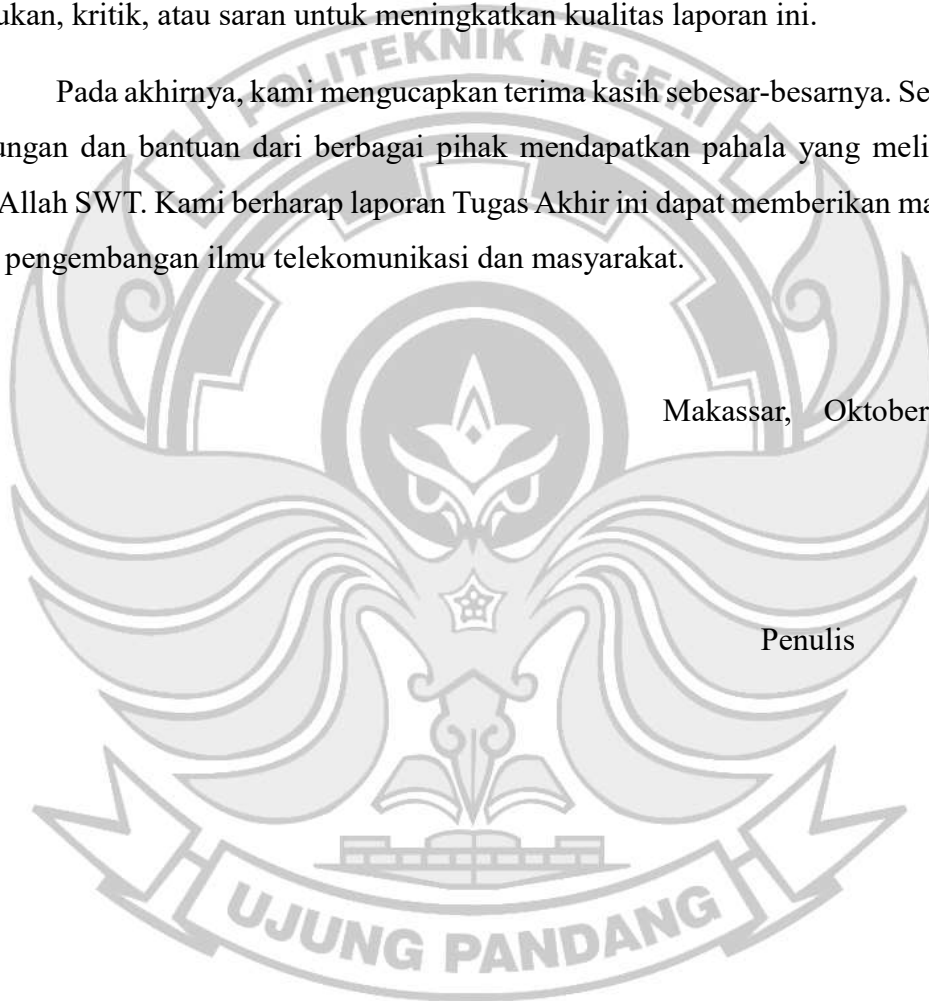 ukan, kritik, atau saran untuk meningkatkan kualitas laporan ini.
POLITEKNIK NEGERI
Pada akhirnya, kami mengucapkan terima kasih sebesar-besarnya. Se
ungan dan bantuan dari berbagai pihak mendapatkan pahala yang meli
Allah SWT. Kami berharap laporan Tugas Akhir ini dapat memberikan ma
pengembangan ilmu telekomunikasi dan masyarakat.
Makassar, Oktober
Penulis
UJUNG PANDANG